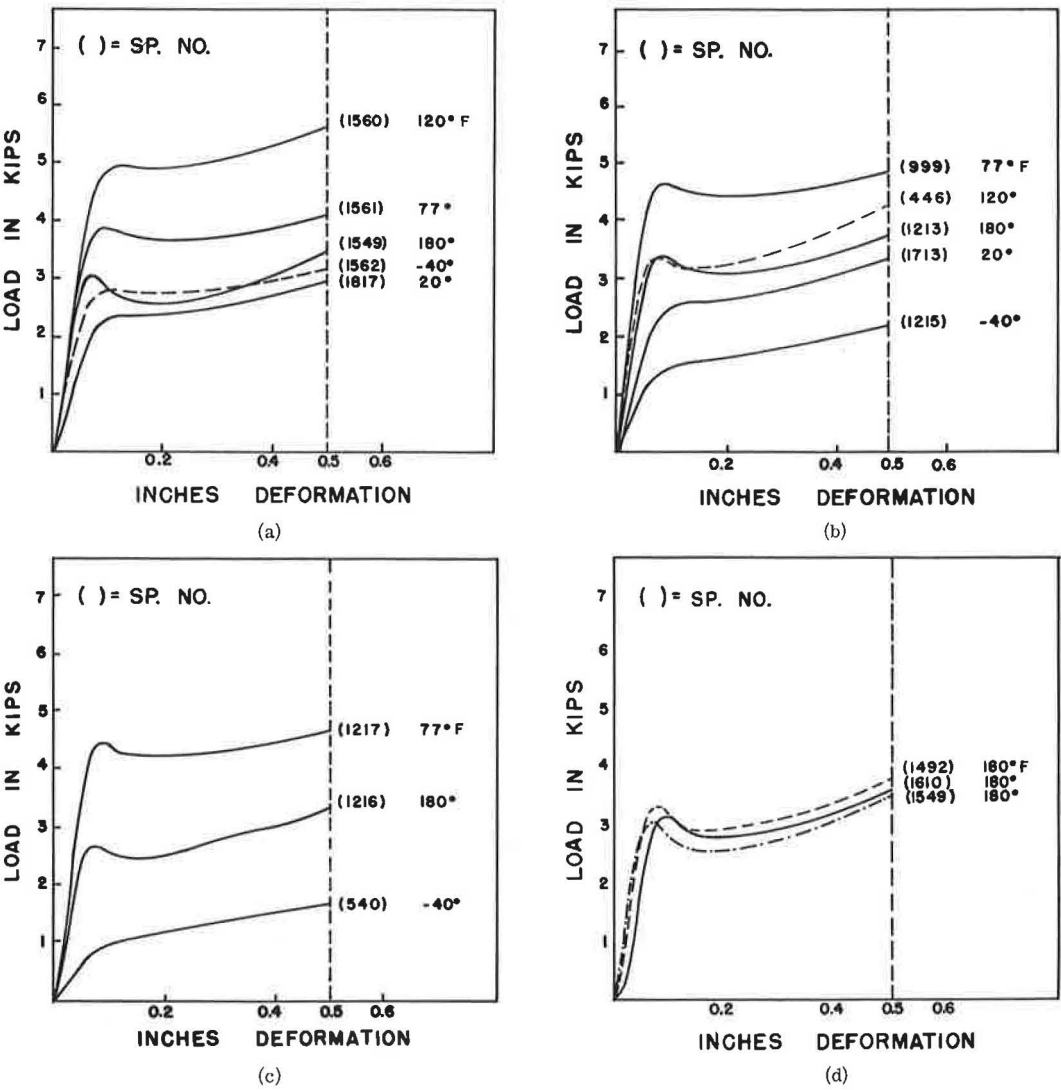 ( ) = SP. NO.
7
6
5
4
3
2
1
LOAD IN KIPS
(1560) 120° F
(1561) 77°
(1549) 180°
(1562) -40°
(1817) 20°
0.2 0.4 0.5 0.6
INCHES DEFORMATION
(a)
( ) = SP. NO.
7
6
5
4
3
2
1
LOAD IN KIPS
(999) 77° F
(446) 120°
(1213) 180°
(1713) 20°
(1215) -40°
0.2 0.4 0.5 0.6
INCHES DEFORMATION
(b)
( ) = SP. NO.
7
6
5
4
3
2
1
LOAD IN KIPS
(1217) 77° F
(1216) 180°
(540) -40°
0.2 0.4 0.5 0.6
INCHES DEFORMATION
(c)
( ) = SP. NO.
7
6
5
4
3
2
1
LOAD IN KIPS
(1492) 180° F
(1610) 180°
(1549) 180°
0.2 0.4 0.5 0.6
INCHES DEFORMATION
(d)